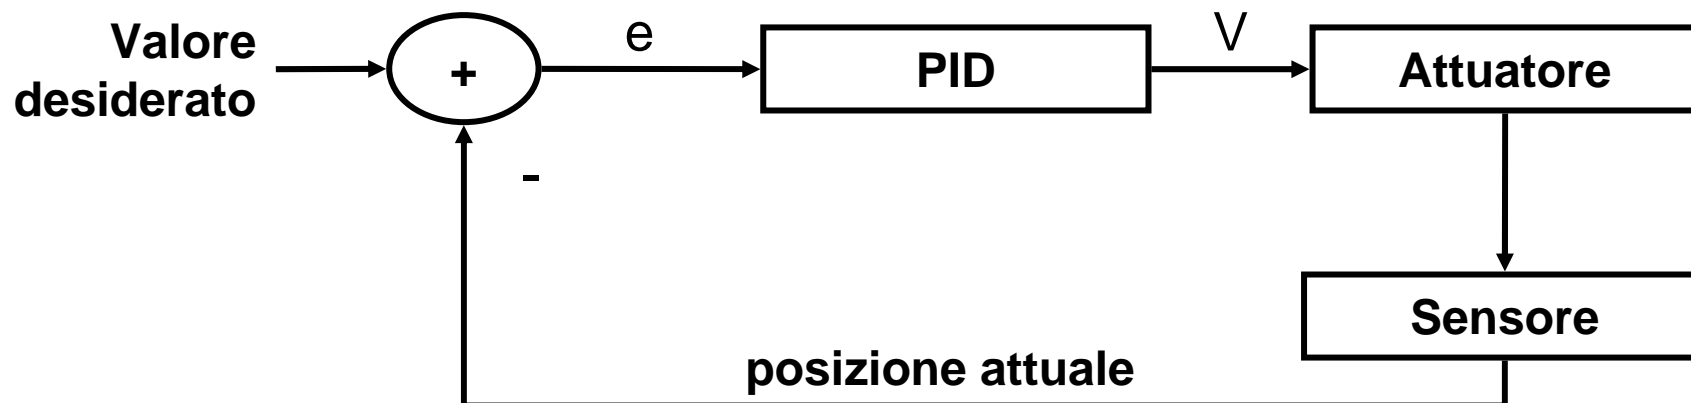 Valore
desiderato
+
e
PID
V
Attuatore
-
Sensore
posizione attuale